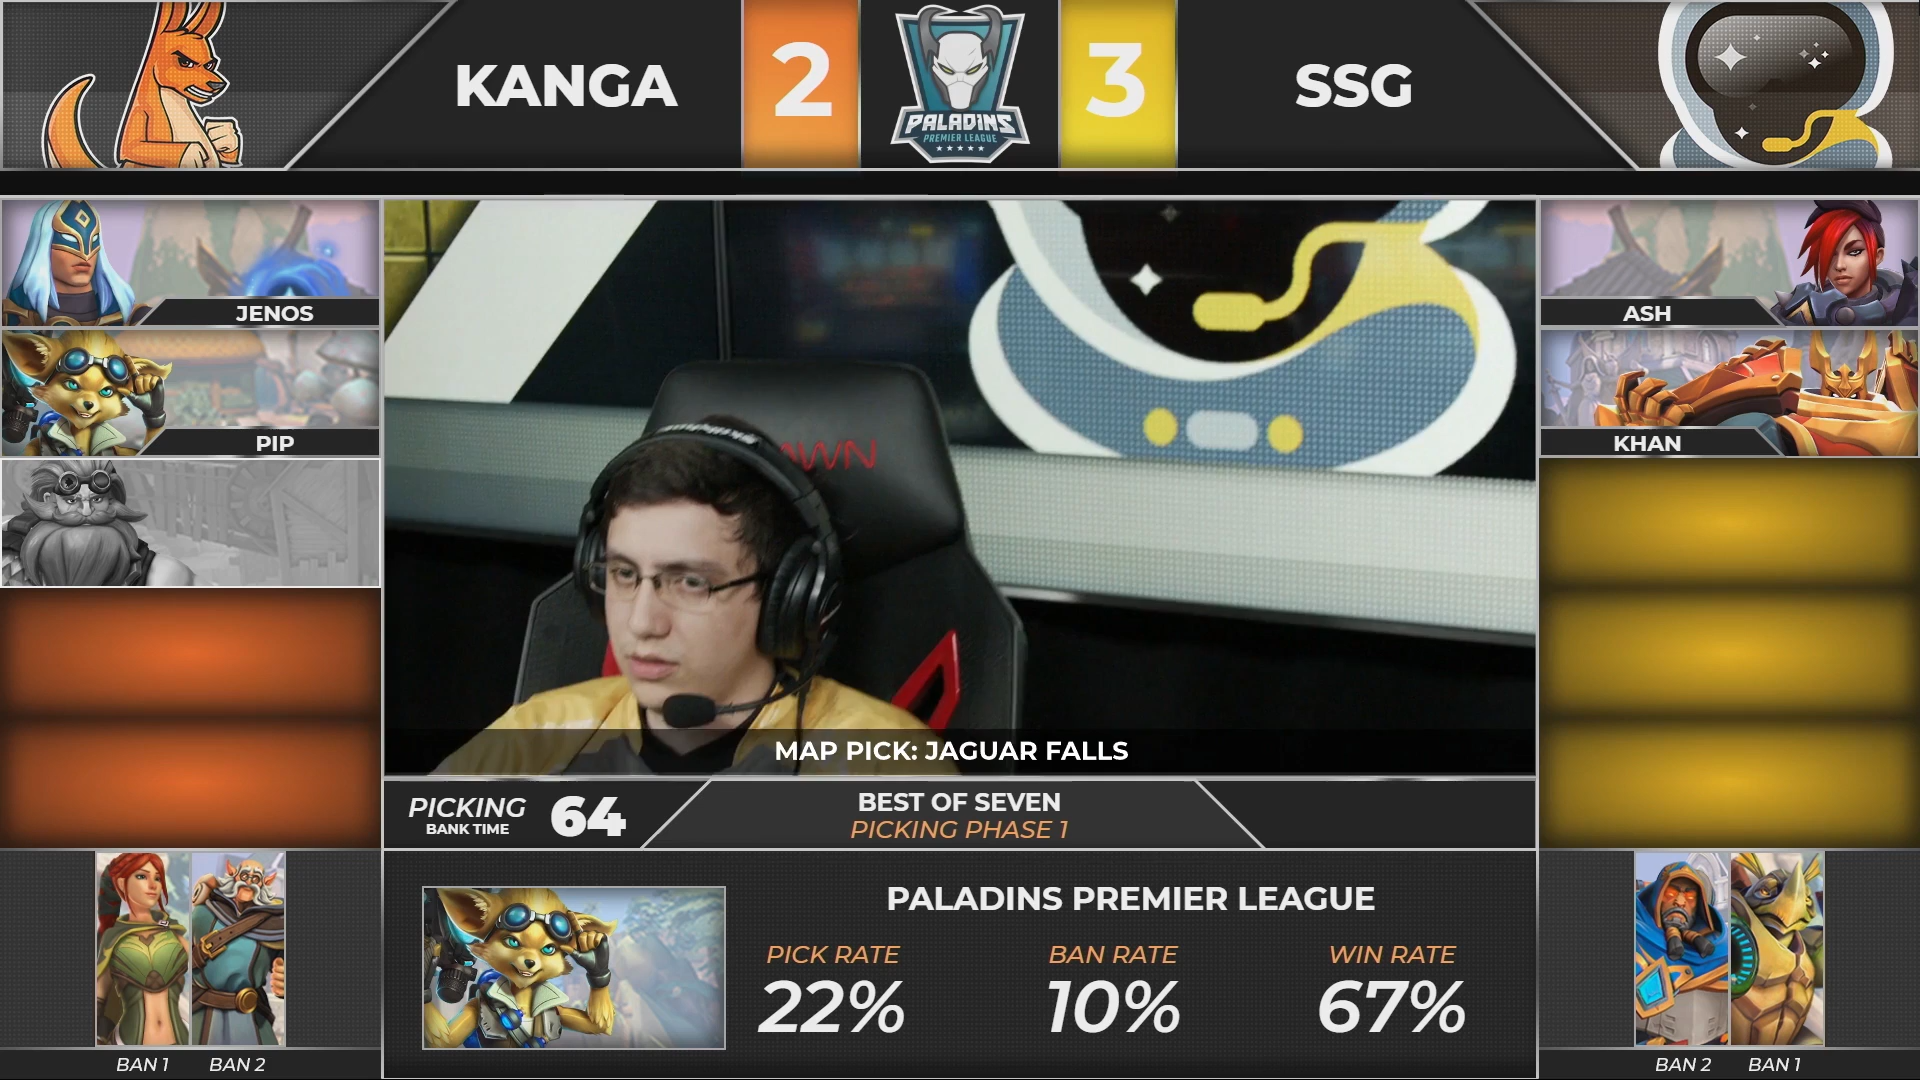 KANGA
2
PALADINS
PREMIER LEAGUE
3
SSG
JENOS
PIP
ASH
KHAN
MAP PICK: JAGUAR FALLS
PICKING
BANK TIME
64
BEST OF SEVEN
PICKING PHASE 1
PALADINS PREMIER LEAGUE
PICK RATE
22%
BAN RATE
10%
WIN RATE
67%
BAN 1
BAN 2
BAN 2
BAN 1